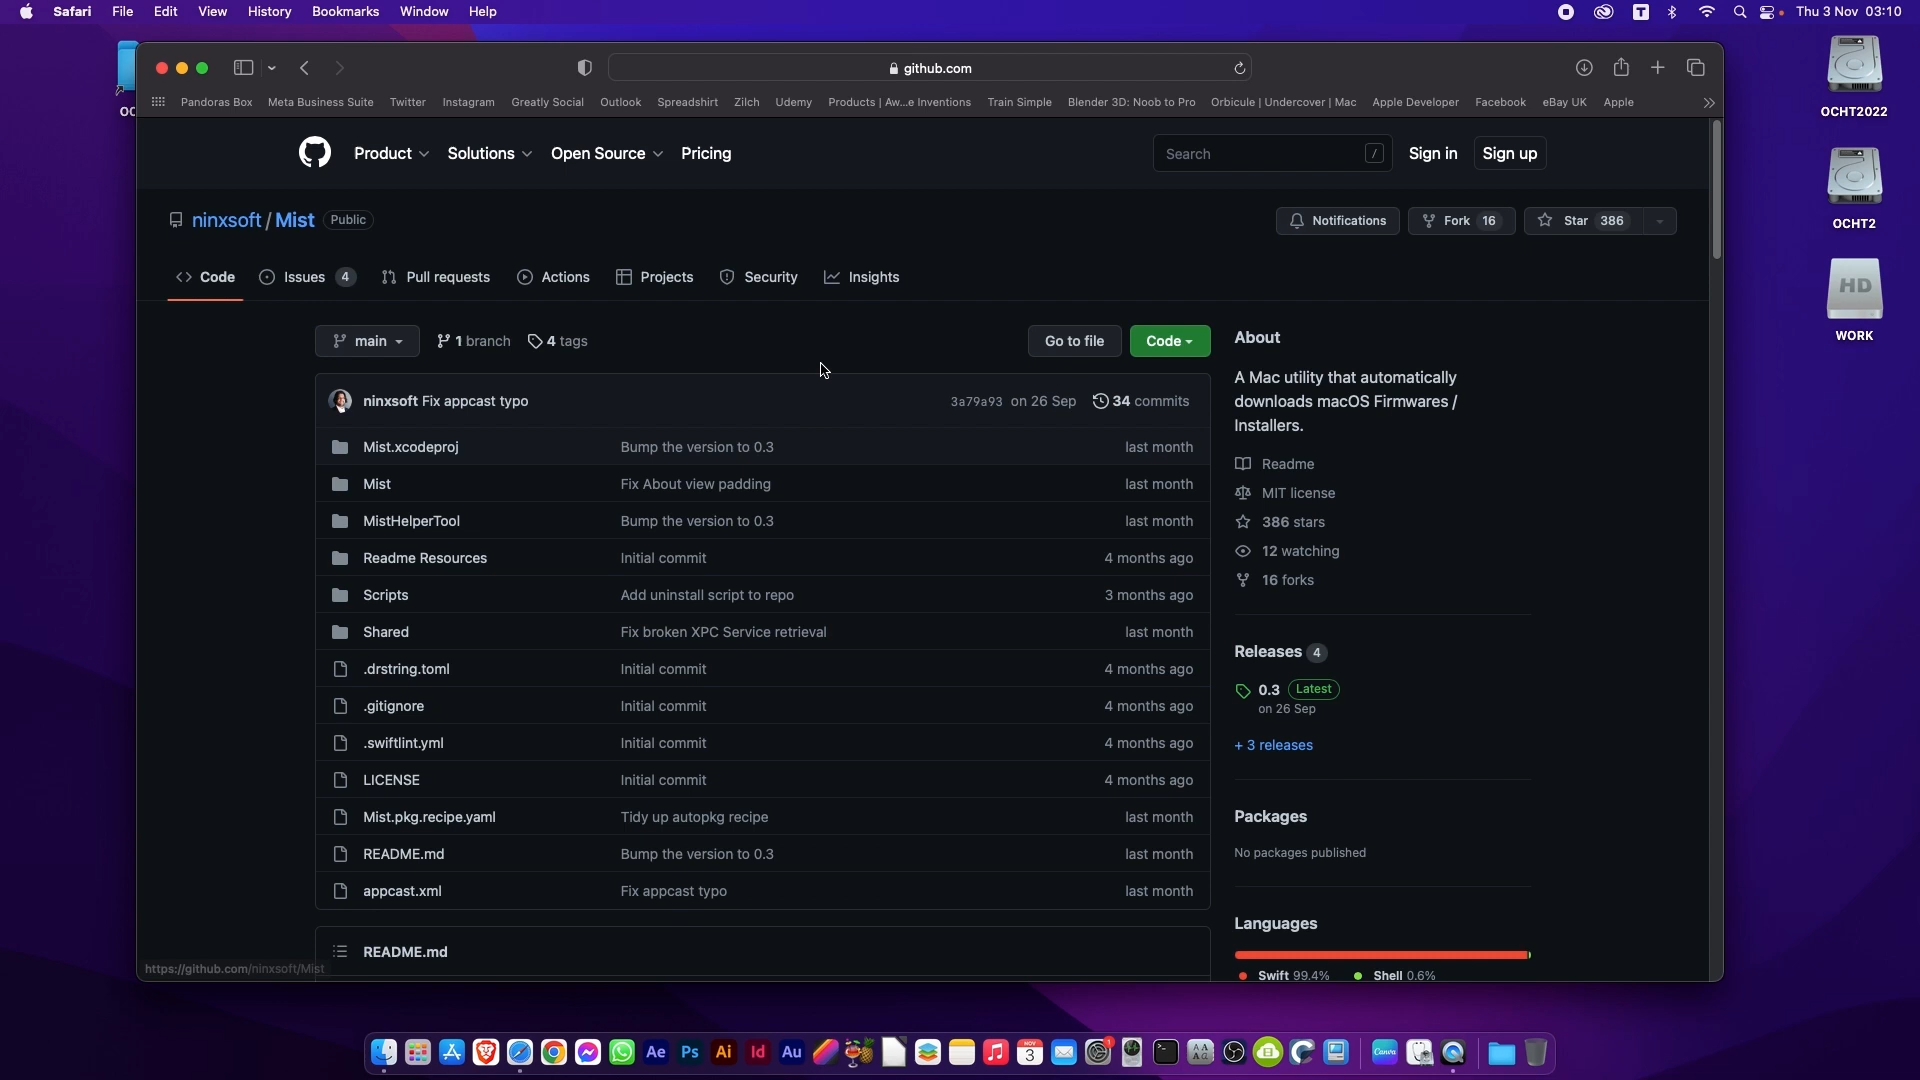 Safari File Edit View History Bookmarks Window Help
T
Thu 3 Nov 03:10
github.com
Pandoras Box Meta Business Suite Twitter Instagram Greatly Social Outlook Spreadshirt Zilch Udemy Products | Aw...e Inventions Train Simple Blender 3D: Noob to Pro Orbicule | Undercover | Mac Apple Developer Facebook eBay UK Apple
OCHT2022
OCHT2
HD
WORK
OC
Product Solutions Open Source Pricing
Search /
Sign in Sign up
ninxsoft / Mist Public
Notifications Fork 16 Star 386
Code Issues 4 Pull requests Actions Projects Security Insights
main 1 branch 4 tags
Go to file Code
ninxsoft Fix appcast typo 3a79a93 on 26 Sep 34 commits
Mist.xcodeproj Bump the version to 0.3 last month
Mist Fix About view padding last month
MistHelperTool Bump the version to 0.3 last month
Readme Resources Initial commit 4 months ago
Scripts Add uninstall script to repo 3 months ago
Shared Fix broken XPC Service retrieval last month
.drstring.toml Initial commit 4 months ago
.gitignore Initial commit 4 months ago
.swiftlint.yml Initial commit 4 months ago
LICENSE Initial commit 4 months ago
Mist.pkg.recipe.yaml Tidy up autopkg recipe last month
README.md Bump the version to 0.3 last month
appcast.xml Fix appcast typo last month
README.md
About
A Mac utility that automatically
downloads macOS Firmwares /
Installers.
Readme
MIT license
386 stars
12 watching
16 forks
Releases 4
0.3 Latest
on 26 Sep
+ 3 releases
Packages
No packages published
Languages
Swift 99.4% Shell 0.6%
https://github.com/ninxsoft/Mist
Ae Ps Ai Id Au NOV 3 1 Canva